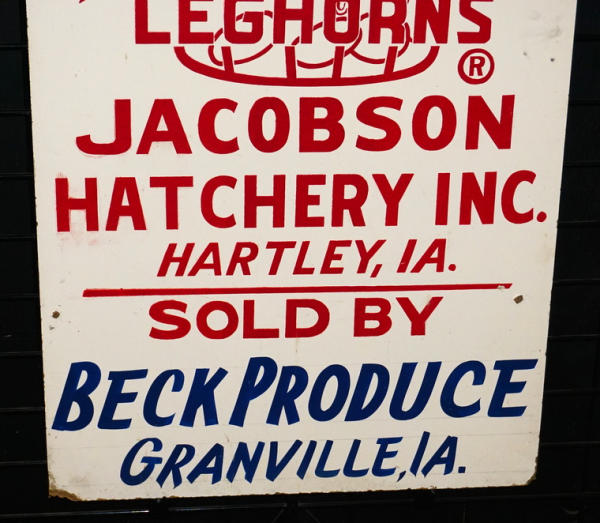 LEGHORNS
®
JACOBSON
HATCHERY INC.
HARTLEY, IA.
SOLD BY
BECK PRODUCE
GRANVILLE, IA.